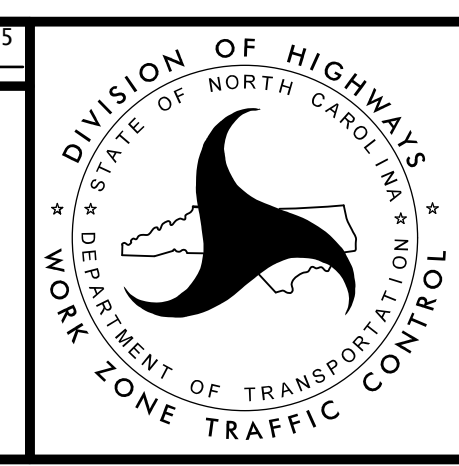 5
DIVISION OF HIGHWAYS
STATE OF NORTH CAROLINA
DEPARTMENT OF TRANSPORTATION
WORK ZONE TRAFFIC CONTROL